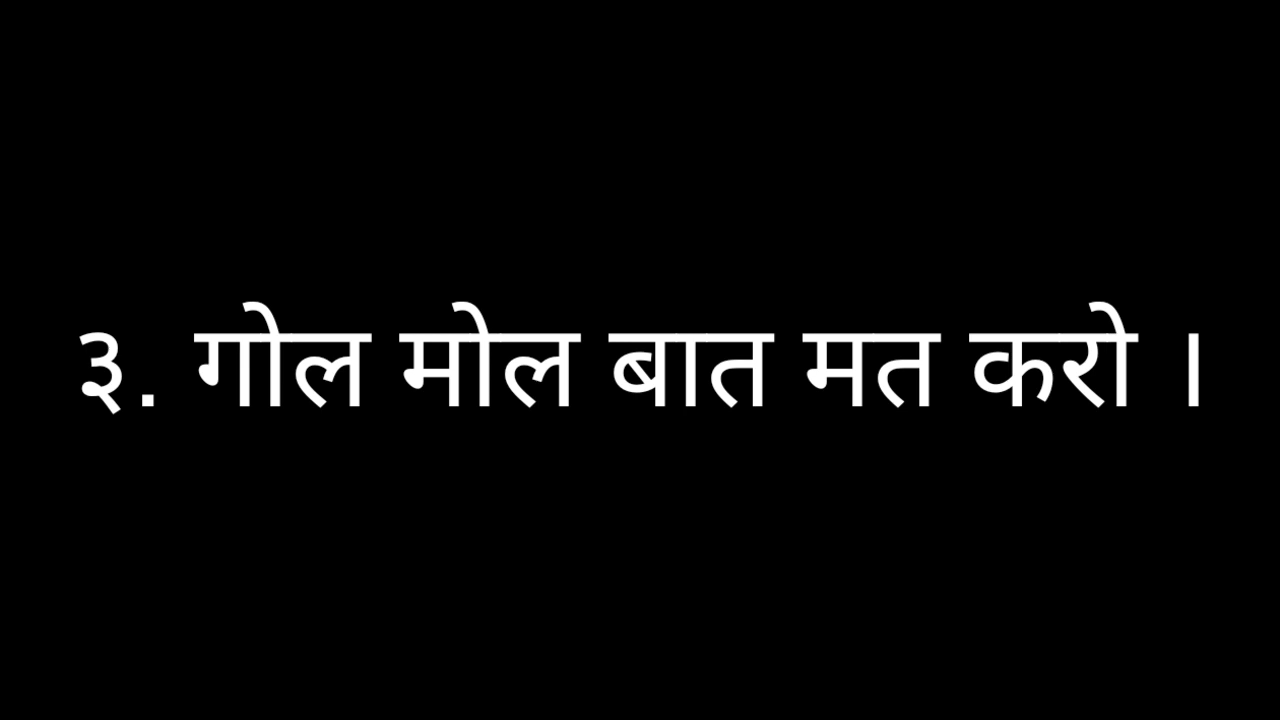 ३. गोल मोल बात मत करो ।